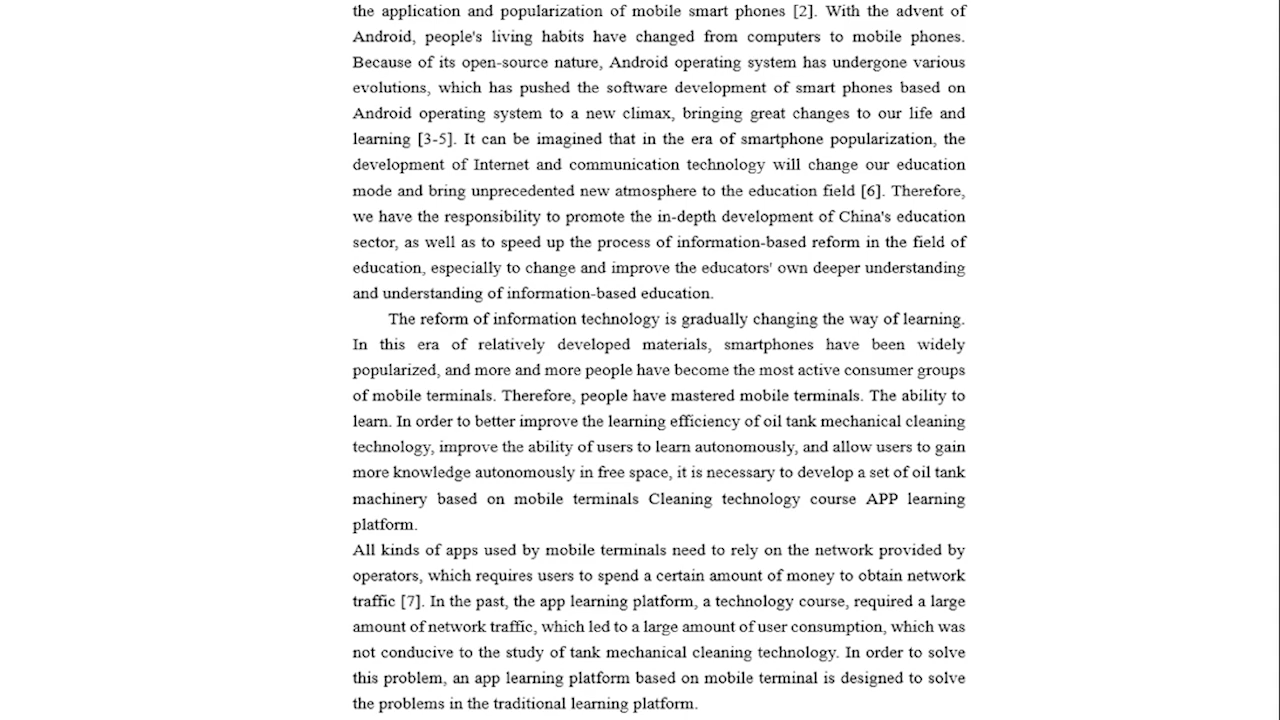 the application and popularization of mobile smart phones [2]. With the advent of
Android, people's living habits have changed from computers to mobile phones.
Because of its open-source nature, Android operating system has undergone various
evolutions, which has pushed the software development of smart phones based on
Android operating system to a new climax, bringing great changes to our life and
learning [3-5]. It can be imagined that in the era of smartphone popularization, the
development of Internet and communication technology will change our education
mode and bring unprecedented new atmosphere to the education field [6]. Therefore,
we have the responsibility to promote the in-depth development of China's education
sector, as well as to speed up the process of information-based reform in the field of
education, especially to change and improve the educators' own deeper understanding
and understanding of information-based education.
The reform of information technology is gradually changing the way of learning.
In this era of relatively developed materials, smartphones have been widely
popularized, and more and more people have become the most active consumer groups
of mobile terminals. Therefore, people have mastered mobile terminals. The ability to
learn. In order to better improve the learning efficiency of oil tank mechanical cleaning
technology, improve the ability of users to learn autonomously, and allow users to gain
more knowledge autonomously in free space, it is necessary to develop a set of oil tank
machinery based on mobile terminals Cleaning technology course APP learning
platform.
All kinds of apps used by mobile terminals need to rely on the network provided by
operators, which requires users to spend a certain amount of money to obtain network
traffic [7]. In the past, the app learning platform, a technology course, required a large
amount of network traffic, which led to a large amount of user consumption, which was
not conducive to the study of tank mechanical cleaning technology. In order to solve
this problem, an app learning platform based on mobile terminal is designed to solve
the problems in the traditional learning platform.